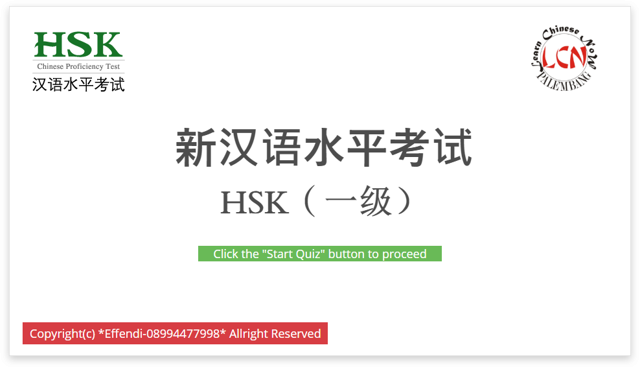 HSK
Chinese Proficiency Test
汉语水平考试
Learn Chinese NoW
LCN
PALEMBANG
新汉语水平考试
HSK（一级）
Click the "Start Quiz" button to proceed
Copyright(c) *Effendi-08994477998* Allright Reserved